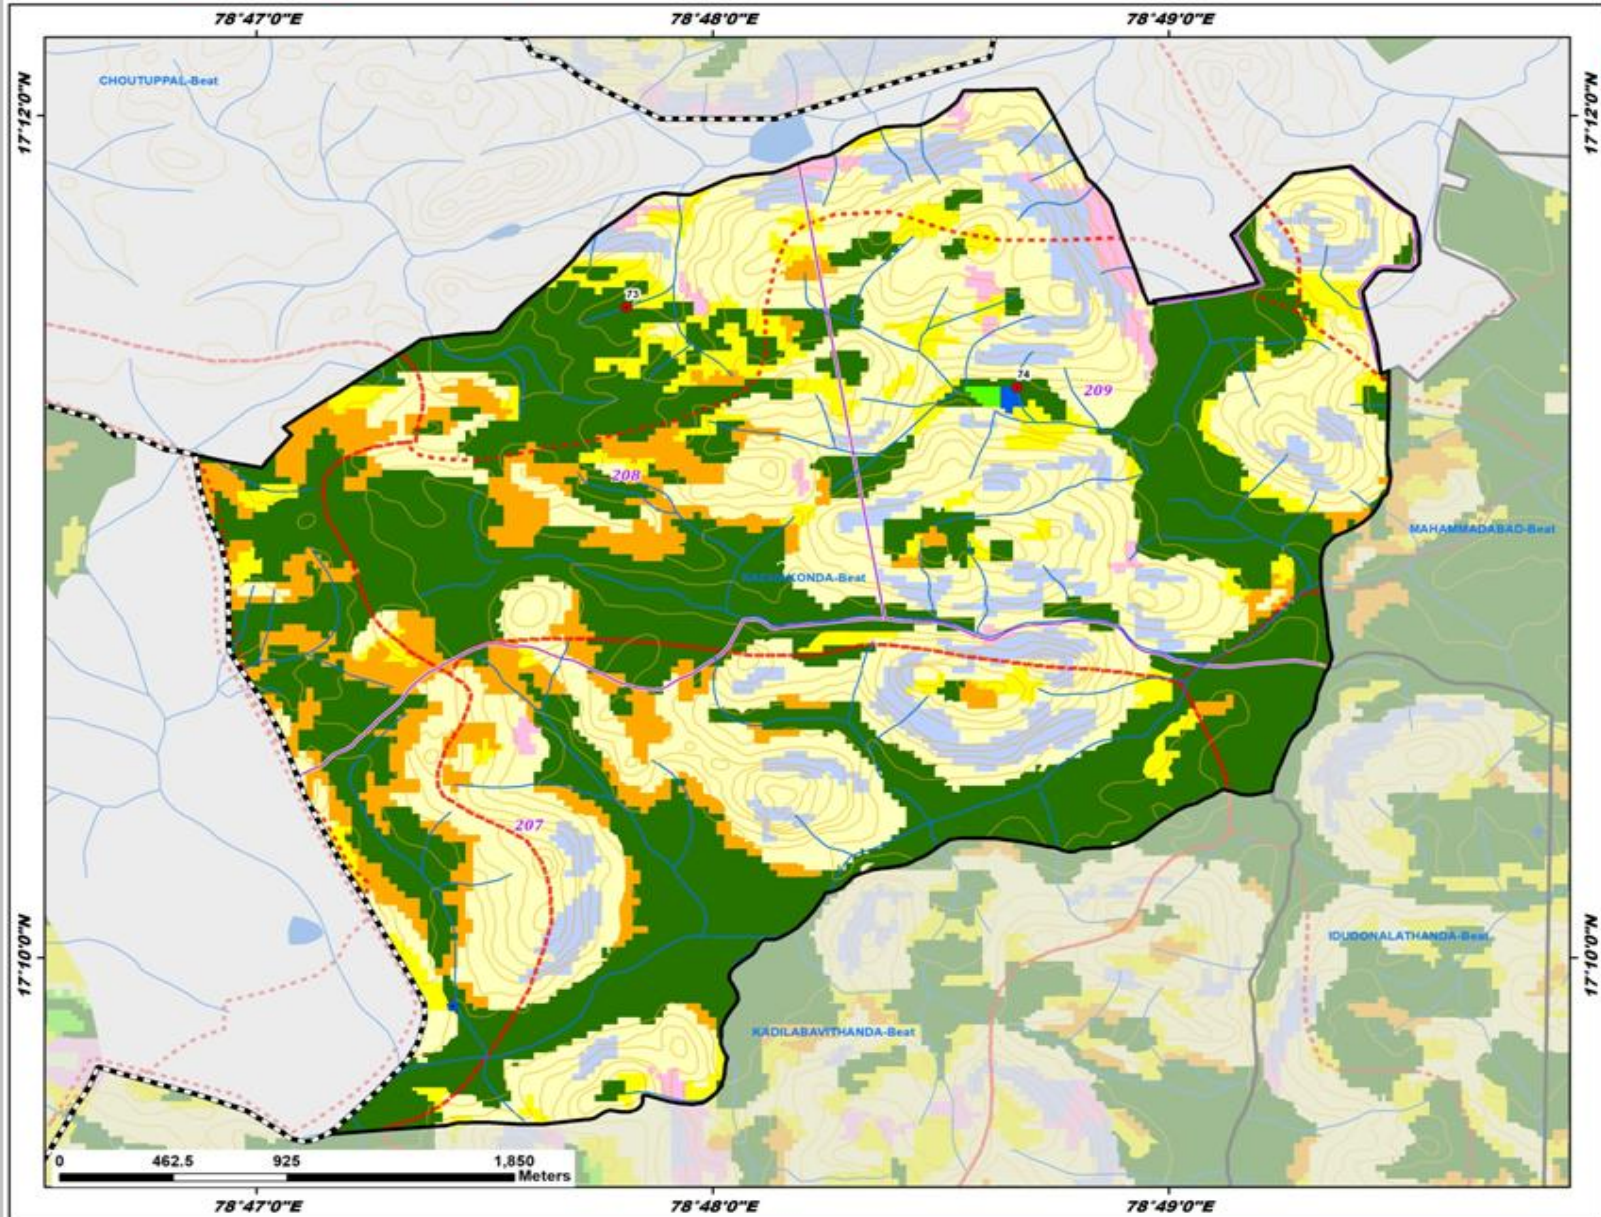 78°47'0"E 78°48'0"E 78°49'0"E
17°12'0"N 17°12'0"N
CHOUTUPPAL-Beat
73
74
209
208
MAHAMMADABAD-Beat
RACHAKONDA-Beat
207
IDUDONALATHANDA-Beat
17°10'0"N 17°10'0"N
KADILABAVITHANDA-Beat
0 462.5 925 1,850
Meters
78°47'0"E 78°48'0"E 78°49'0"E